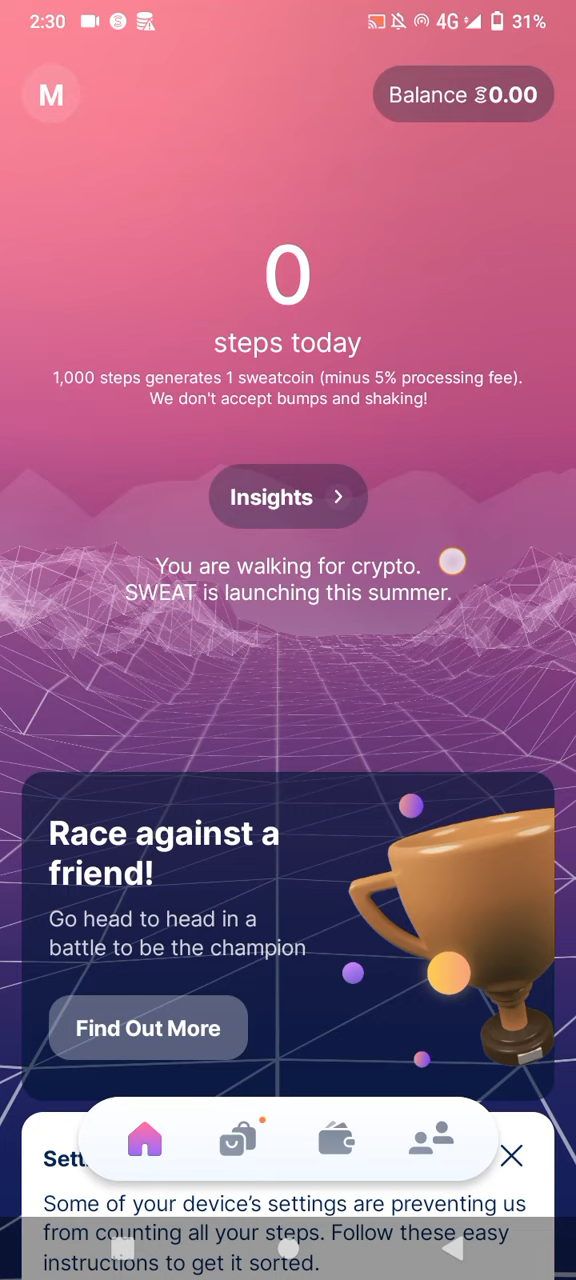 2:30
4G 31%
M
Balance 0.00
0
steps today
1,000 steps generates 1 sweatcoin (minus 5% processing fee).
We don't accept bumps and shaking!
Insights
You are walking for crypto.
SWEAT is launching this summer.
Race against a
friend!
Go head to head in a
battle to be the champion
Find Out More
Some of your device's settings are preventing us
from counting all your steps. Follow these easy
instructions to get it sorted.